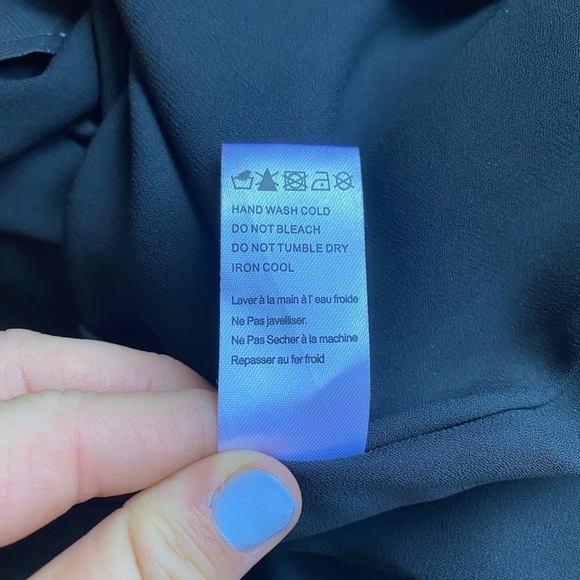 HAND WASH COLD
DO NOT BLEACH
DO NOT TUMBLE DRY
IRON COOL
Laver à la main à l' eau froide
Ne Pas javelliser.
Ne Pas Secher à la machine
Repasser au fer froid